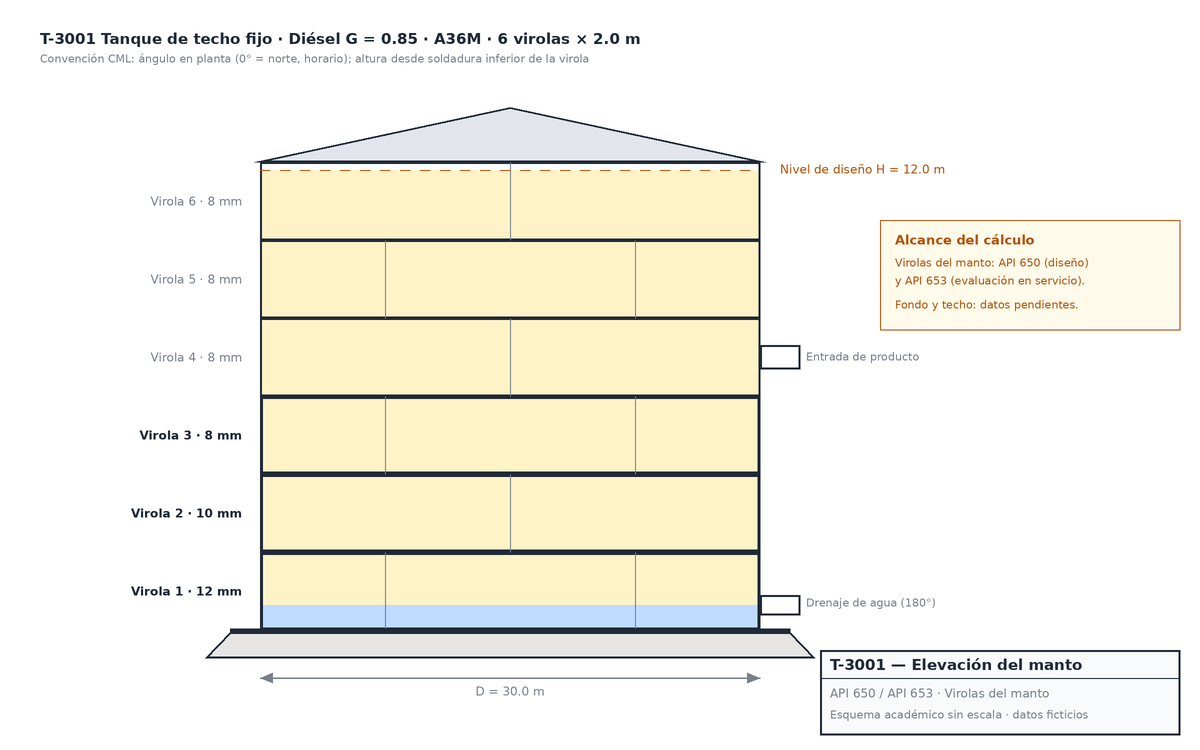 T-3001 Tanque de techo fijo · Diésel G = 0.85 · A36M · 6 virolas × 2.0 m
Convención CML: ángulo en planta (0° = norte, horario); altura desde soldadura inferior de la virola
Nivel de diseño H = 12.0 m
Virola 6 · 8 mm
Alcance del cálculo
Virolas del manto: API 650 (diseño)
y API 653 (evaluación en servicio).
Fondo y techo: datos pendientes.
Virola 5 · 8 mm
Virola 4 · 8 mm
Entrada de producto
Virola 3 · 8 mm
Virola 2 · 10 mm
Virola 1 · 12 mm
Drenaje de agua (180°)
D = 30.0 m
T-3001 — Elevación del manto
API 650 / API 653 · Virolas del manto
Esquema académico sin escala · datos ficticios